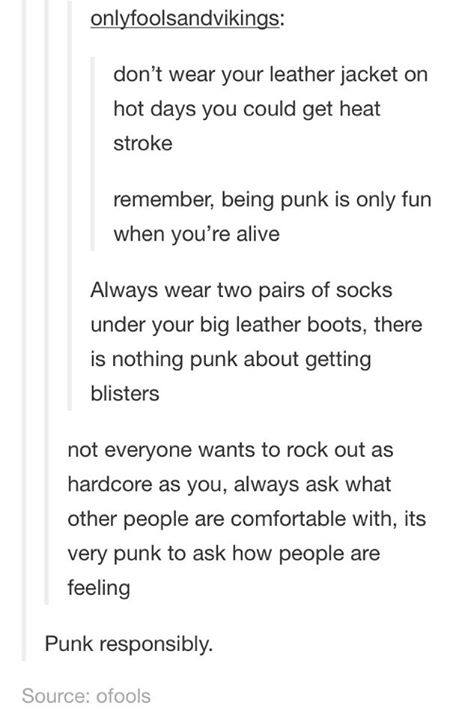 onlyfoolsandvikings:
don’t wear your leather jacket on
hot days you could get heat
stroke
remember, being punk is only fun
when you’re alive
Always wear two pairs of socks
under your big leather boots, there
is nothing punk about getting
blisters
not everyone wants to rock out as
hardcore as you, always ask what
other people are comfortable with, its
very punk to ask how people are
feeling
Punk responsibly.
Source: ofools